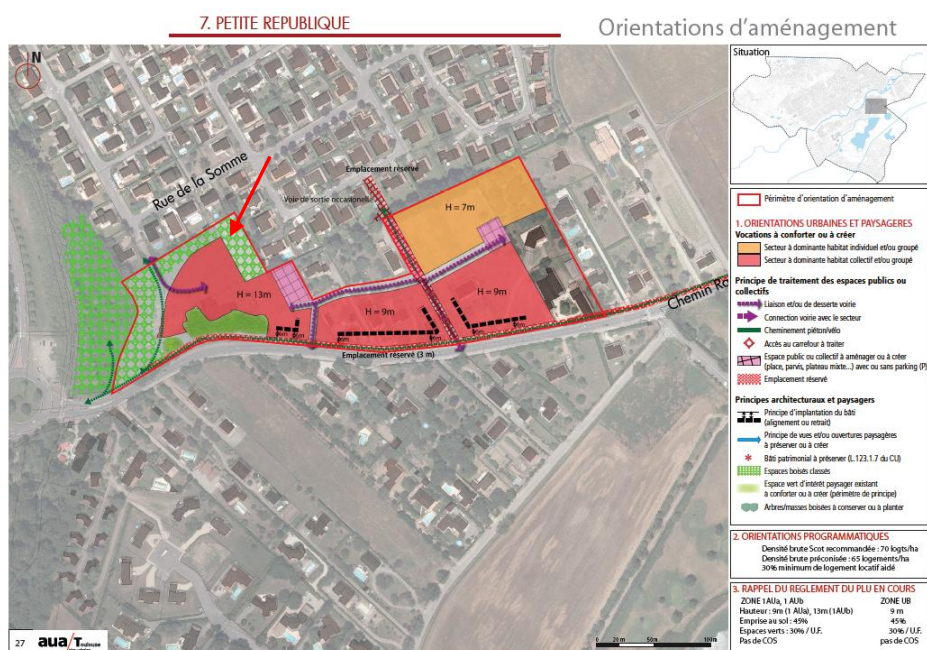 7. PETITE REPUBLIQUE
Orientations d'aménagement
N
Rue de la Somme
Emplacement réservé
Voie de sortie occasionell
H = 7m
H = 13m
H = 9m
H = 9m
Emplacement réservé (3 m)
Chemin Ro
Situation
Périmètre d'orientation d'aménagement
1. ORIENTATIONS URBAINES ET PAYSAGERES
Vocations à conforter ou à créer
Secteur à dominante habitat individuel et/ou groupé
Secteur à dominante habitat collectif et/ou groupé
Principe de traitement des espaces publics ou
collectifs
Liaison et/ou de desserte voirie
Connection voirie avec le secteur
Cheminement piéton/vélo
Accès au carrefour à traiter
Espace public ou collectif à aménager ou à créer
(place, parvis, plateau mixte...) avec ou sans parking (P)
Emplacement réservé
Principes architecturaux et paysagers
Principe d'implantation du bâti
(alignement ou retrait)
Principe de vues et/ou ouvertures paysagères
à préserver ou à créer
Bâti patrimonial à préserver (L.123.1.7 du CU)
Espaces boisés classés
Espace vert d'intérêt paysager existant
à conforter ou à créer (périmètre de principe)
Arbres/masses boisées à conserver ou à planter
2. ORIENTATIONS PROGRAMMATIQUES
Densité brute Scot recommandée : 70 logts/ha
Densité brute préconisée : 65 logements/ha
30% minimum de logement locatif aidé
3. RAPPEL DU REGLEMENT DU PLU EN COURS
ZONE 1AUa, 1 AUb ZONE UB
Hauteur : 9m (1 AUa), 13m (1AUb) 9 m
Emprise au sol : 45% 45%
Espaces verts : 30% / U.F. 30% / U.F.
Pas de COS pas de COS
27 aua/Toulouse
0 20 m 50m 100m